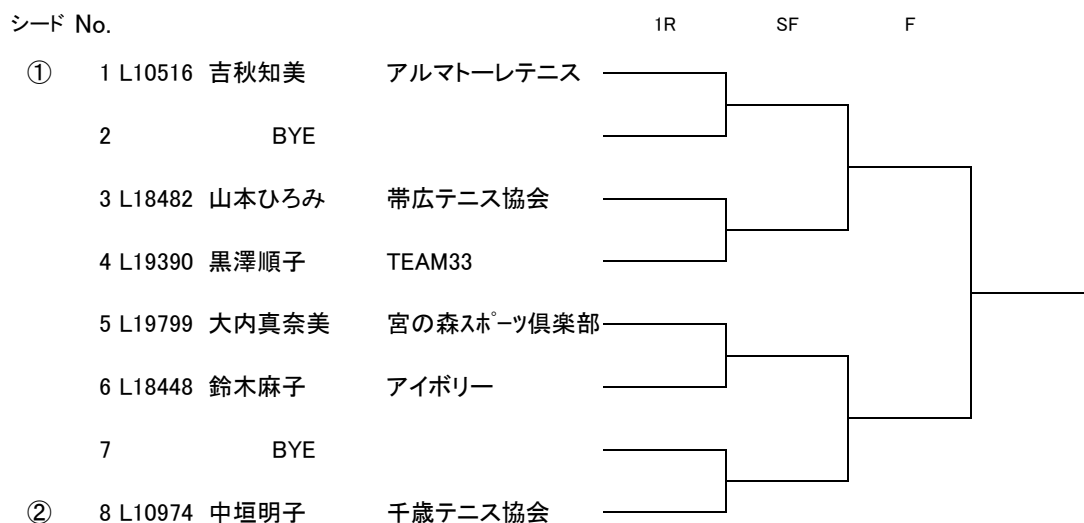 シード No. 1R SF F
① 1 L10516 吉秋知美 アルマトーレテニス
2 BYE
3 L18482 山本ひろみ 帯広テニス協会
4 L19390 黒澤順子 TEAM33
5 L19799 大内真奈美 宮の森ｽﾎﾟｰﾂ倶楽部
6 L18448 鈴木麻子 アイボリー
7 BYE
② 8 L10974 中垣明子 千歳テニス協会